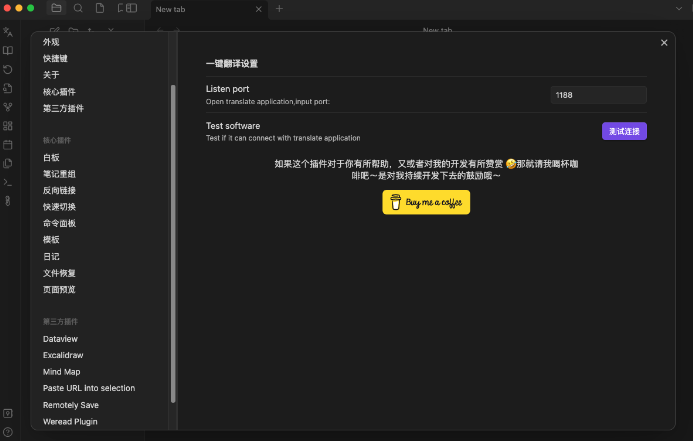 New tab
New tab
外观
快捷键
关于
核心插件
第三方插件
核心插件
白板
笔记重组
反向链接
快速切换
命令面板
模板
日记
文件恢复
页面预览
第三方插件
Dataview
Excalidraw
Mind Map
Paste URL into selection
Remotely Save
Weread Plugin
一键翻译设置
Listen port
Open translate application,input port:
1188
Test software
Test if it can connect with translate application
测试连接
如果这个插件对于你有所帮助，又或者对我的开发有所赞赏 🤣那就请我喝杯咖
啡吧～是对我持续开发下去的鼓励哦～
Buy me a coffee